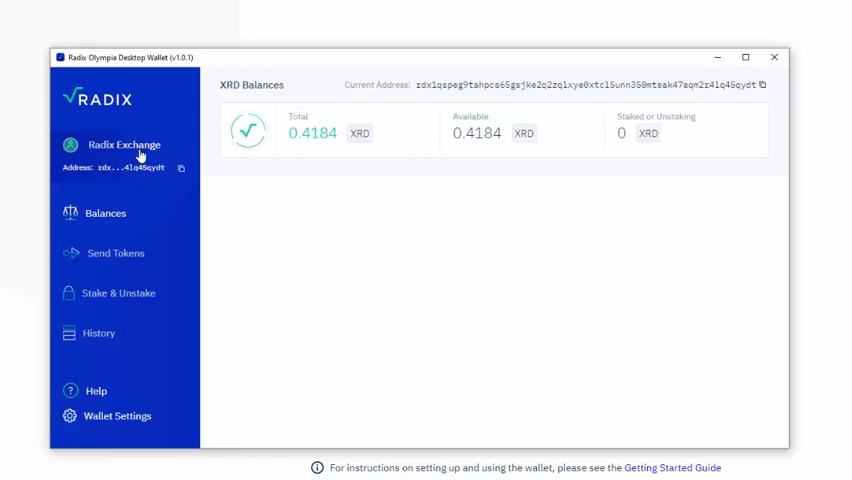 Radix Olympia Desktop Wallet (v1.0.1)
RADIX
Radix Exchange
Address: rdx...4lq45qydt
Balances
Send Tokens
Stake & Unstake
History
Help
Wallet Settings
XRD Balances
Current Address: rdx1qspeg9tahpcs65gsjke2q2zqlxye0xtcl5unn350mtsak47aqm2r4lq45qydt
Total
0.4184 XRD
Available
0.4184 XRD
Staked or Unstaking
0 XRD
For instructions on setting up and using the wallet, please see the Getting Started Guide